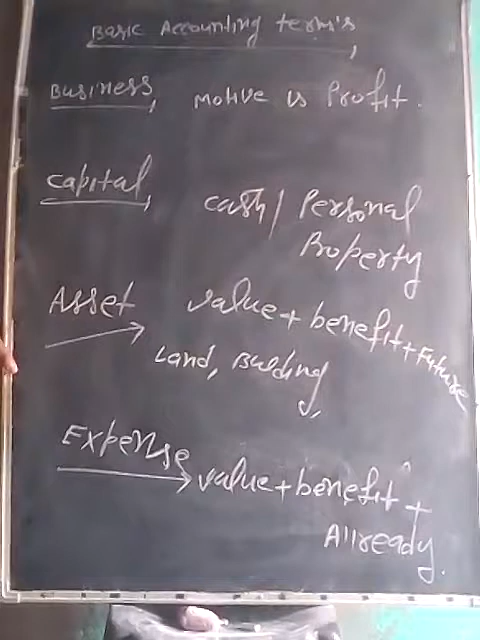 Basic Accounting term's,
Business, Motive is Profit.
Capital, cash/Personal
Property
Asset value+benefit+Future
Land, Building,
Expense value+benefit+
Allready.